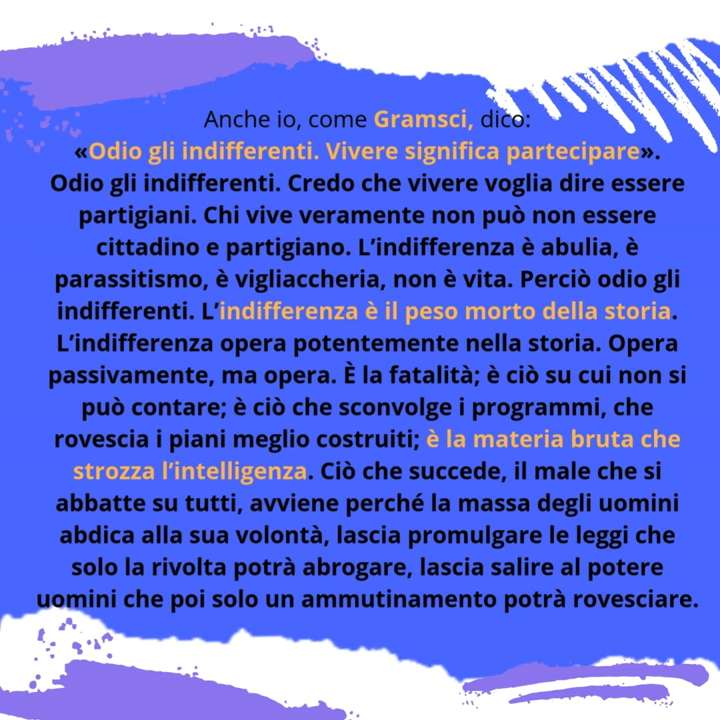 Anche io, come Gramsci, dico:
«Odio gli indifferenti. Vivere significa partecipare».
Odio gli indifferenti. Credo che vivere voglia dire essere
partigiani. Chi vive veramente non può non essere
cittadino e partigiano. L’indifferenza è abulia, è
parassitismo, è vigliaccheria, non è vita. Perciò odio gli
indifferenti. L’indifferenza è il peso morto della storia.
L’indifferenza opera potentemente nella storia. Opera
passivamente, ma opera. È la fatalità; è ciò su cui non si
può contare; è ciò che sconvolge i programmi, che
rovescia i piani meglio costruiti; è la materia bruta che
strozza l’intelligenza. Ciò che succede, il male che si
abbatte su tutti, avviene perché la massa degli uomini
abdica alla sua volontà, lascia promulgare le leggi che
solo la rivolta potrà abrogare, lascia salire al potere
uomini che poi solo un ammutinamento potrà rovesciare.